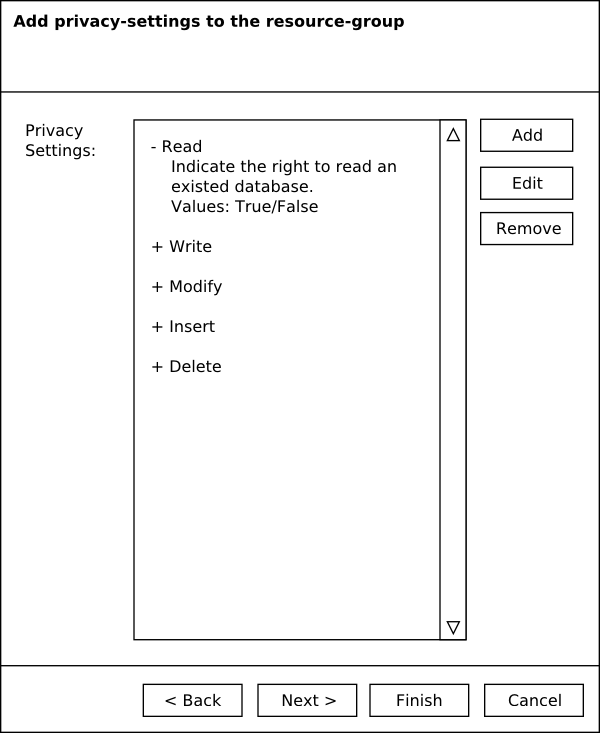 Add privacy-settings to the resource-group
Privacy
Settings:
- Read
Indicate the right to read an
existed database.
Values: True/False
+ Write
+ Modify
+ Insert
+ Delete
Add
Edit
Remove
< Back
Next >
Finish
Cancel